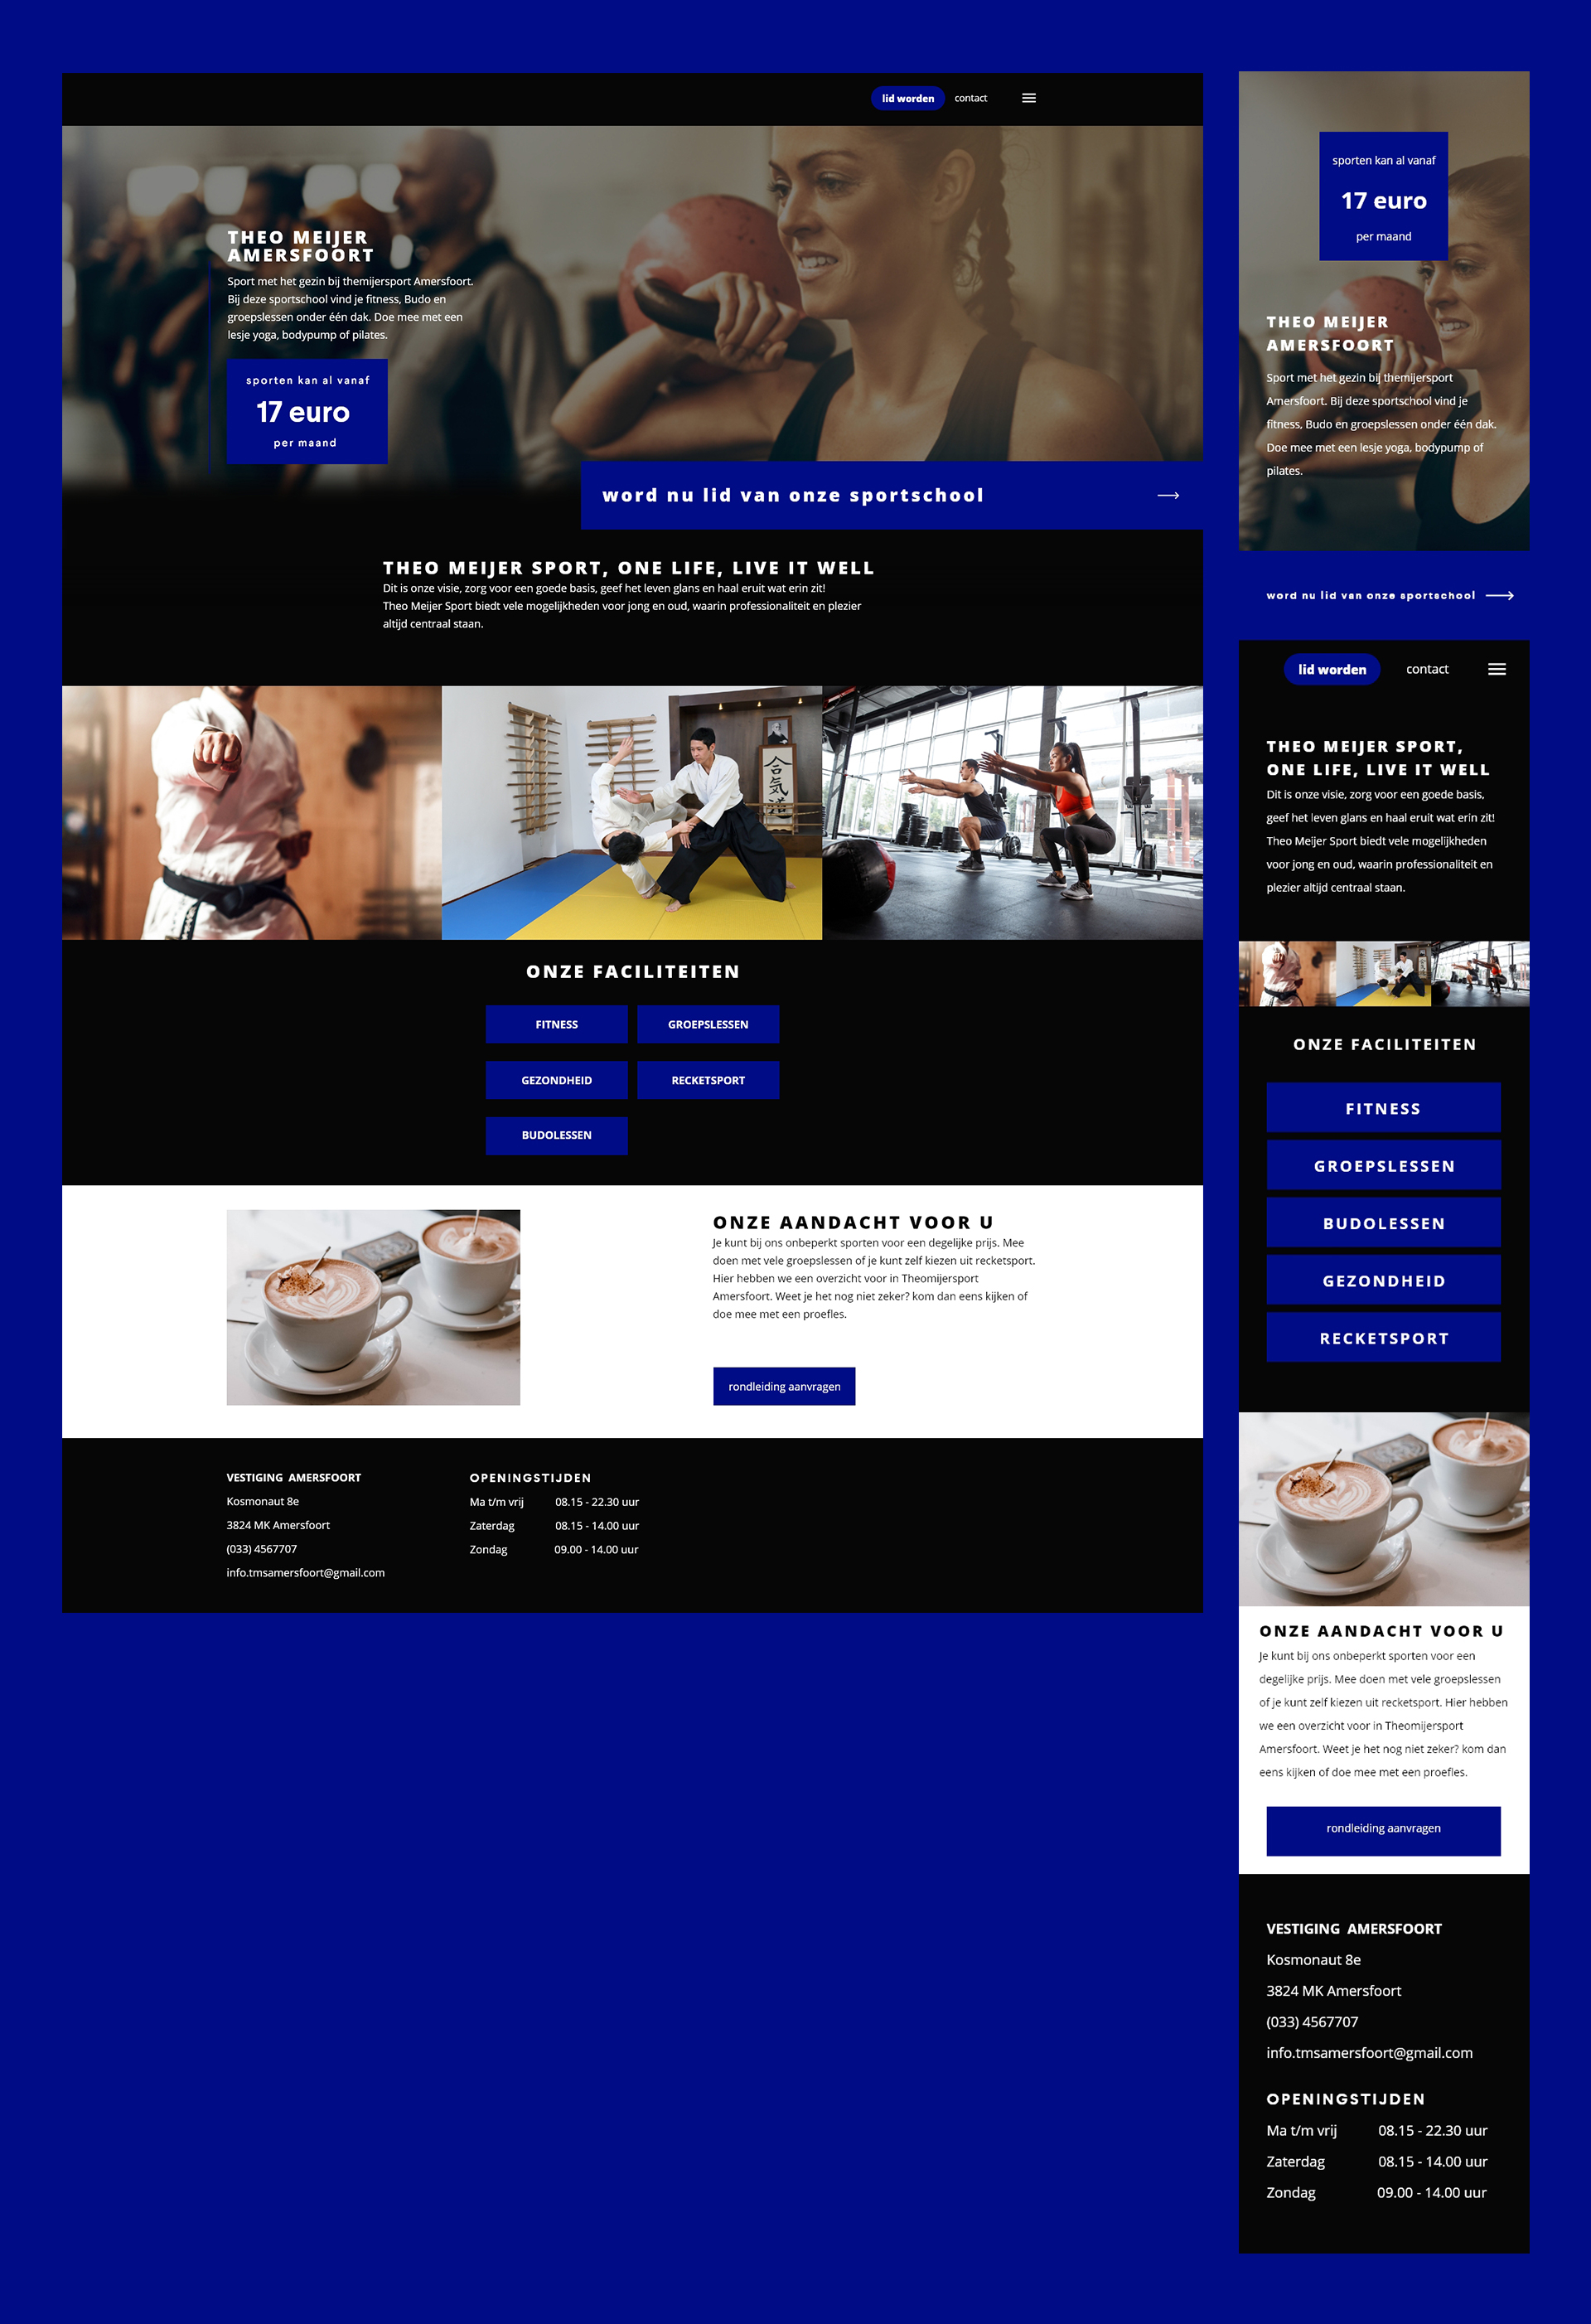 lid worden contact
THEO MEIJER
AMERSFOORT
Sport met het gezin bij themijersport Amersfoort.
Bij deze sportschool vind je fitness, Budo en
groepslessen onder één dak. Doe mee met een
lesje yoga, bodypump of pilates.
sporten kan al vanaf
17 euro
per maand
word nu lid van onze sportschool
THEO MEIJER SPORT, ONE LIFE, LIVE IT WELL
Dit is onze visie, zorg voor een goede basis, geef het leven glans en haal eruit wat erin zit!
Theo Meijer Sport biedt vele mogelijkheden voor jong en oud, waarin professionaliteit en plezier
altijd centraal staan.
合気道
ONZE FACILITEITEN
FITNESS GROEPSLESSEN
GEZONDHEID RECKETSPORT
BUDOLESSEN
ONZE AANDACHT VOOR U
Je kunt bij ons onbeperkt sporten voor een degelijke prijs. Mee
doen met vele groepslessen of je kunt zelf kiezen uit recketsport.
Hier hebben we een overzicht voor in Theomijersport
Amersfoort. Weet je het nog niet zeker? kom dan eens kijken of
doe mee met een proefles.
rondleiding aanvragen
VESTIGING AMERSFOORT
Kosmonaut 8e
3824 MK Amersfoort
(033) 4567707
info.tmsamersfoort@gmail.com
OPENINGSTIJDEN
Ma t/m vrij 08.15 - 22.30 uur
Zaterdag 08.15 - 14.00 uur
Zondag 09.00 - 14.00 uur
sporten kan al vanaf
17 euro
per maand
THEO MEIJER
AMERSFOORT
Sport met het gezin bij themijersport
Amersfoort. Bij deze sportschool vind je
fitness, Budo en groepslessen onder één dak.
Doe mee met een lesje yoga, bodypump of
pilates.
word nu lid van onze sportschool
lid worden contact
THEO MEIJER SPORT,
ONE LIFE, LIVE IT WELL
Dit is onze visie, zorg voor een goede basis,
geef het leven glans en haal eruit wat erin zit!
Theo Meijer Sport biedt vele mogelijkheden
voor jong en oud, waarin professionaliteit en
plezier altijd centraal staan.
ONZE FACILITEITEN
FITNESS
GROEPSLESSEN
BUDOLESSEN
GEZONDHEID
RECKETSPORT
ONZE AANDACHT VOOR U
Je kunt bij ons onbeperkt sporten voor een
degelijke prijs. Mee doen met vele groepslessen
of je kunt zelf kiezen uit recketsport. Hier hebben
we een overzicht voor in Theomijersport
Amersfoort. Weet je het nog niet zeker? kom dan
eens kijken of doe mee met een proefles.
rondleiding aanvragen
VESTIGING AMERSFOORT
Kosmonaut 8e
3824 MK Amersfoort
(033) 4567707
info.tmsamersfoort@gmail.com
OPENINGSTIJDEN
Ma t/m vrij 08.15 - 22.30 uur
Zaterdag 08.15 - 14.00 uur
Zondag 09.00 - 14.00 uur